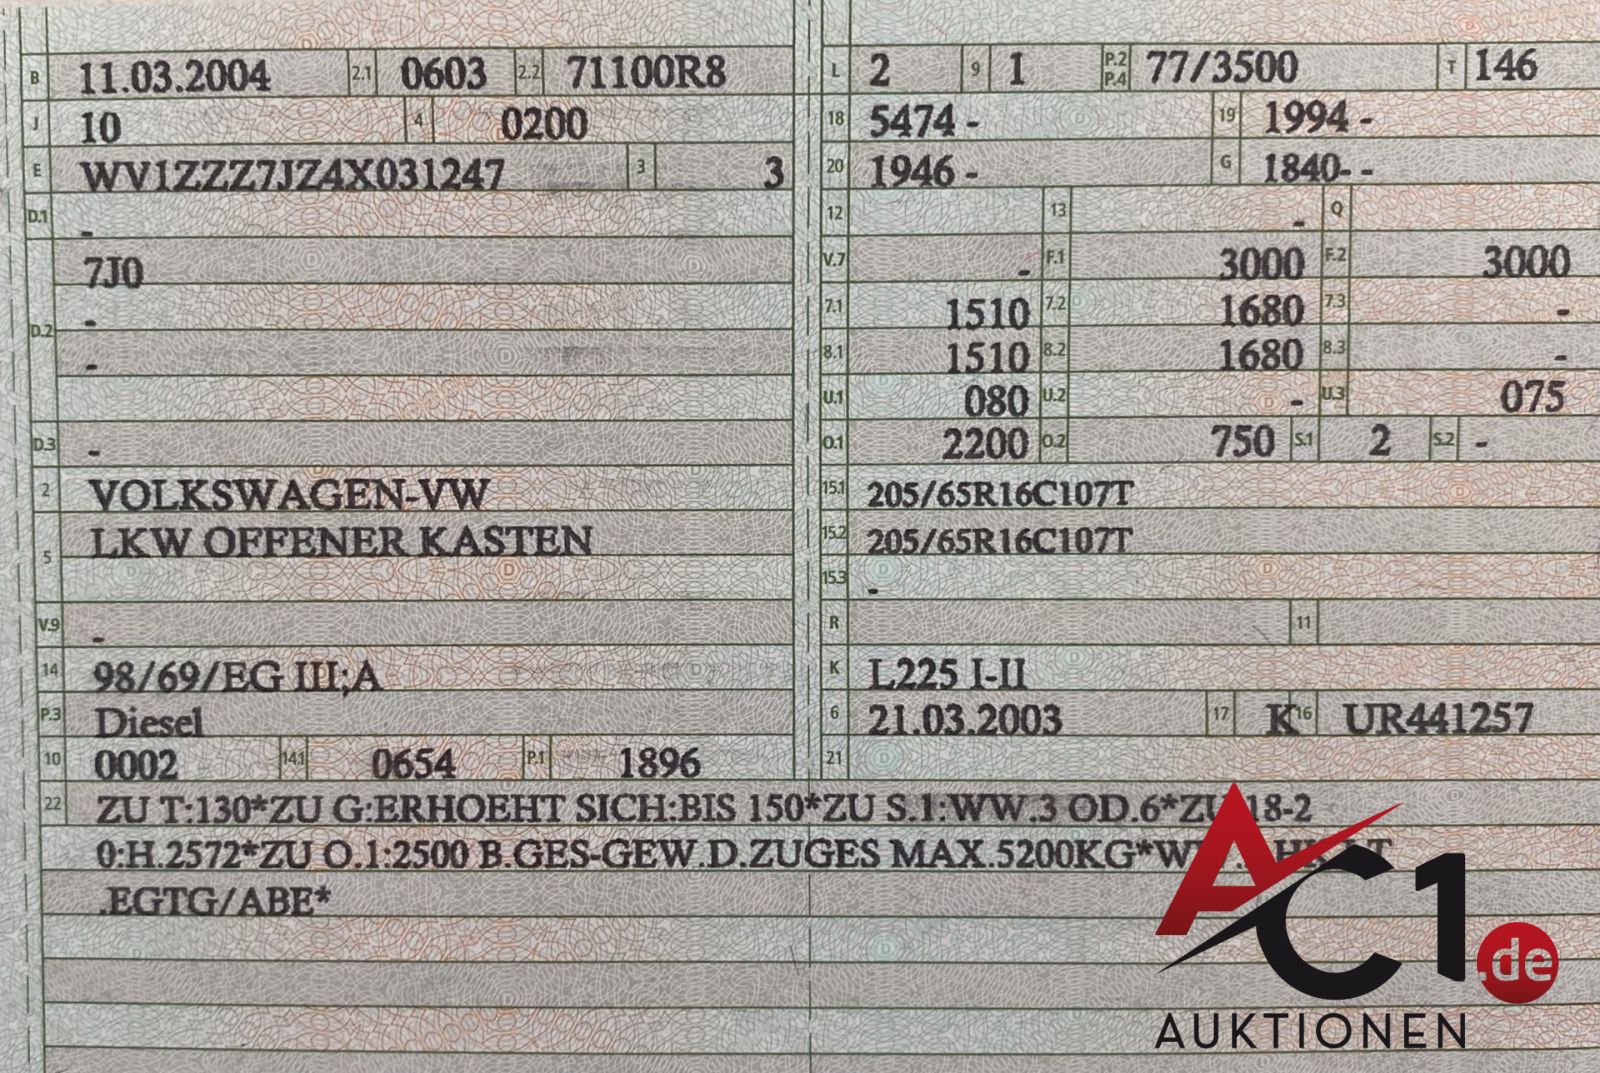 B 11.03.2004 2.1 0603 2.2 71100R8
J 10 4 0200
E WV1ZZZ7JZ4X031247 3 3
D.1 -
7J0
D.2 -
-
D.3 -
2 VOLKSWAGEN-VW
5 LKW OFFENER KASTEN
V.9 -
14 98/69/EG III;A
P.3 Diesel
10 0002 14.1 0654 P.1 1896
L 2 9 1 P.2 P.4 77/3500 T 146
18 5474 - 19 1994 -
20 1946 - G 1840- -
12 13 - Q
V.7 - F.1 3000 F.2 3000
7.1 1510 7.2 1680 7.3 -
8.1 1510 8.2 1680 8.3 -
U.1 080 U.2 - U.3 075
O.1 2200 O.2 750 S.1 2 S.2 -
15.1 205/65R16C107T
15.2 205/65R16C107T
15.3 -
R 11
K L225 I-II
6 21.03.2003 17 K 16 UR441257
21
22 ZU T:130*ZU G:ERHOEHT SICH:BIS 150*ZU S.1:WW.3 OD.6*ZU 18-2
0:H.2572*ZU O.1:2500 B.GES-GEW.D.ZUGES MAX.5200KG*
.EGTG/ABE*
AC1.de
AUKTIONEN